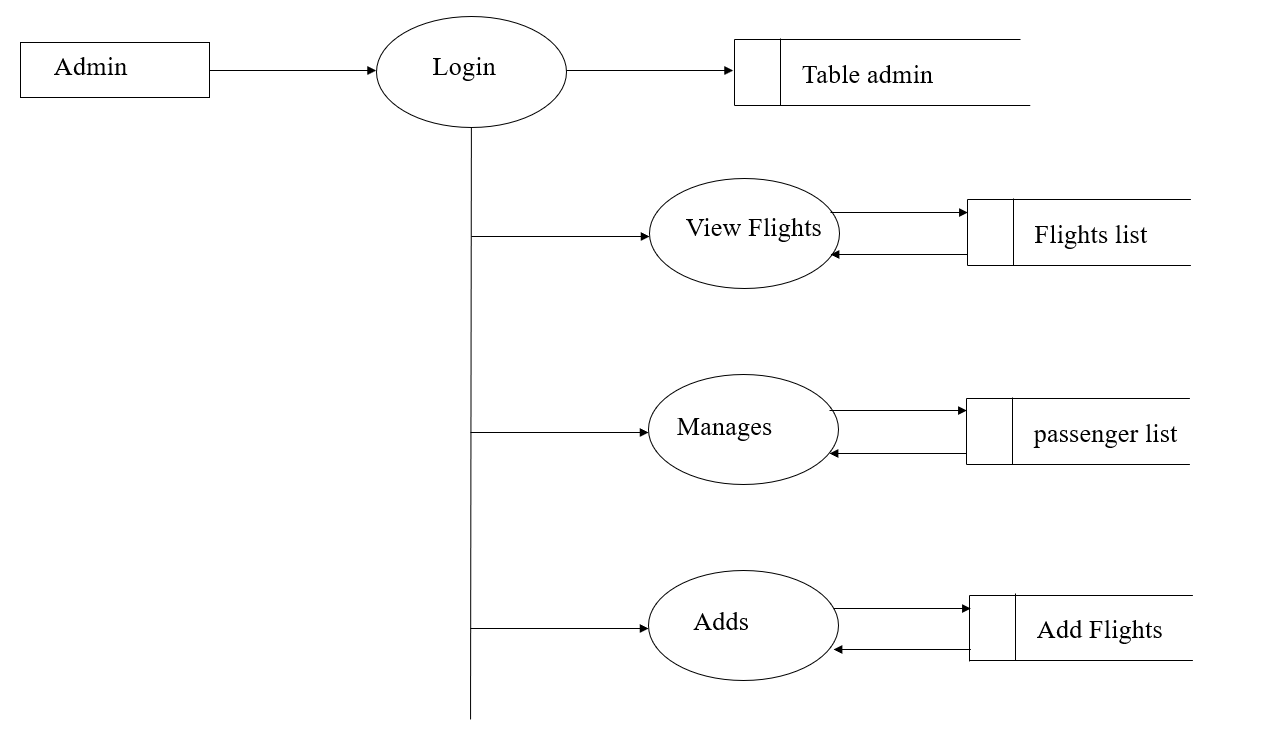 Admin
Login
Table admin
View Flights
Flights list
Manages
passenger list
Adds
Add Flights